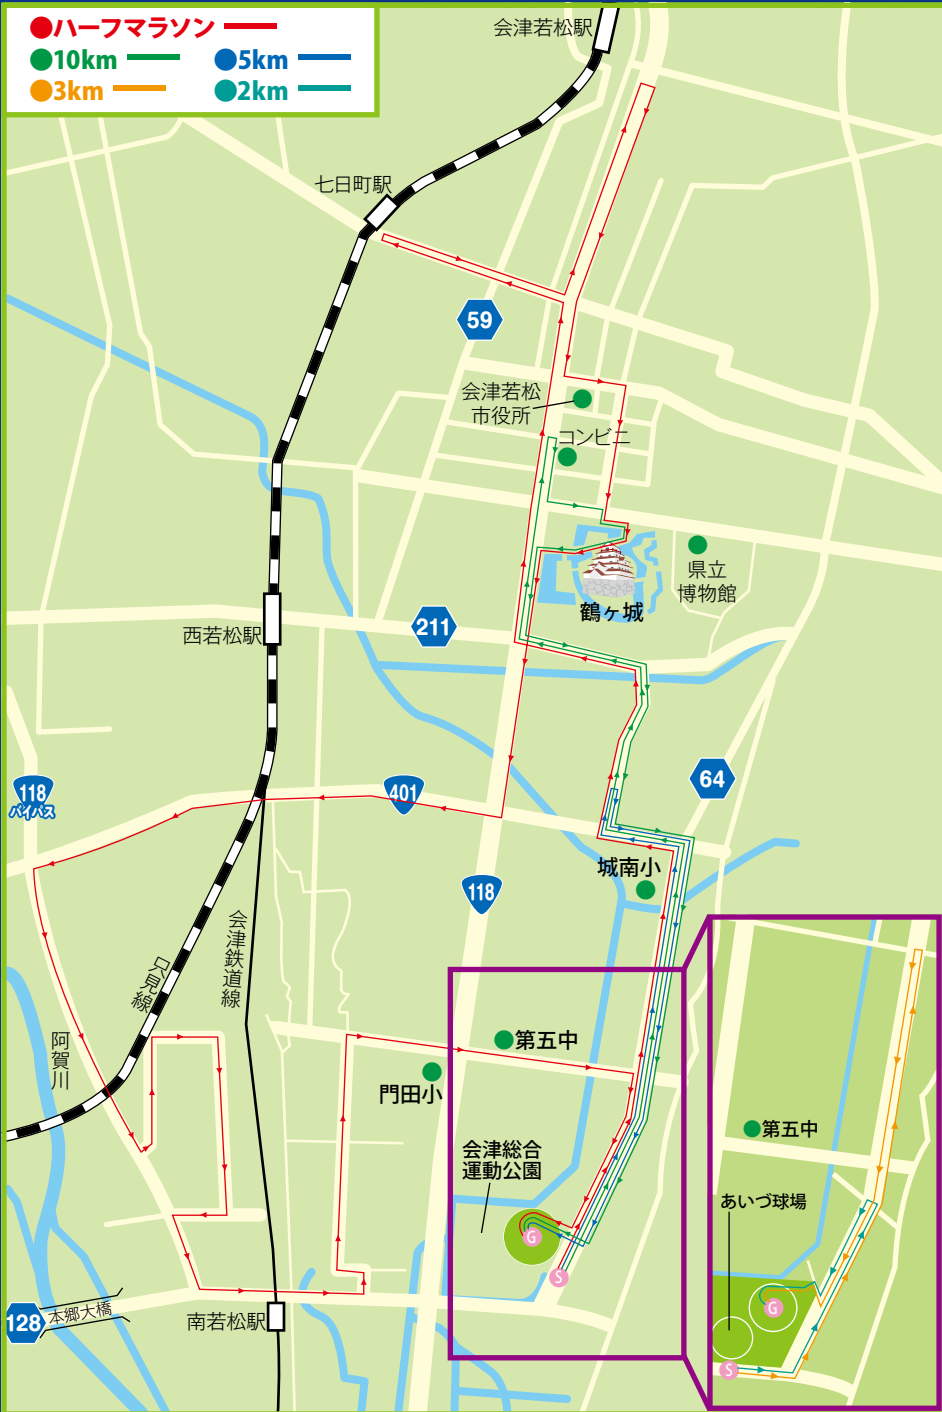 ハーフマラソン
10km
5km
3km
2km
会津若松駅
七日町駅
59
会津若松
市役所
コンビニ
県立
博物館
鶴ヶ城
211
西若松駅
118
バイパス
401
64
118
城南小
会津鉄道線
只見線
阿賀川
第五中
門田小
会津総合
運動公園
G
S
128
本郷大橋
南若松駅
第五中
あいづ球場
G
S